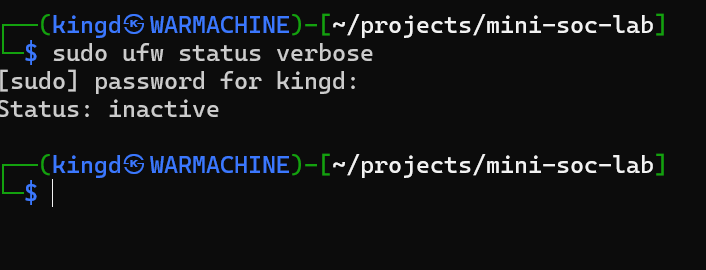 ┌──(kingd㉿WARMACHINE)-[~/projects/mini-soc-lab]
└─$ sudo ufw status verbose
[sudo] password for kingd:
Status: inactive
┌──(kingd㉿WARMACHINE)-[~/projects/mini-soc-lab]
└─$